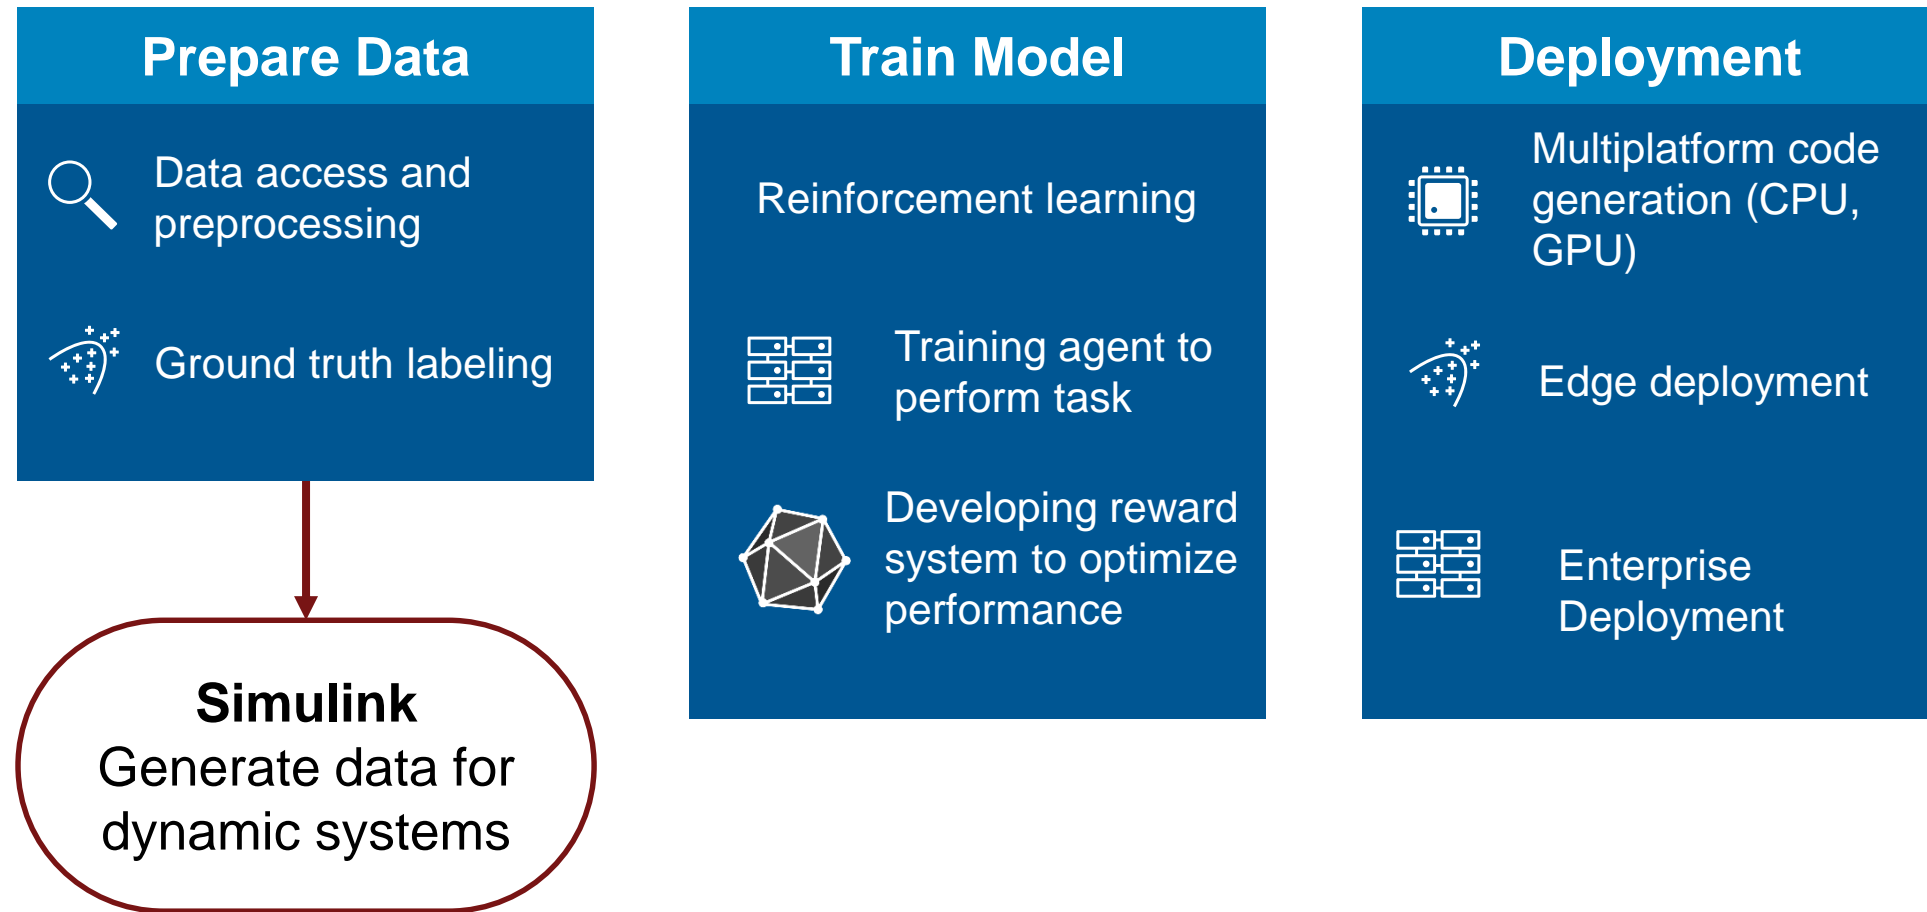 Prepare Data
Data access and
preprocessing
Ground truth labeling
Simulink
Generate data for
dynamic systems
Train Model
Reinforcement learning
Training agent to
perform task
Developing reward
system to optimize
performance
Deployment
Multiplatform code
generation (CPU,
GPU)
Edge deployment
Enterprise
Deployment